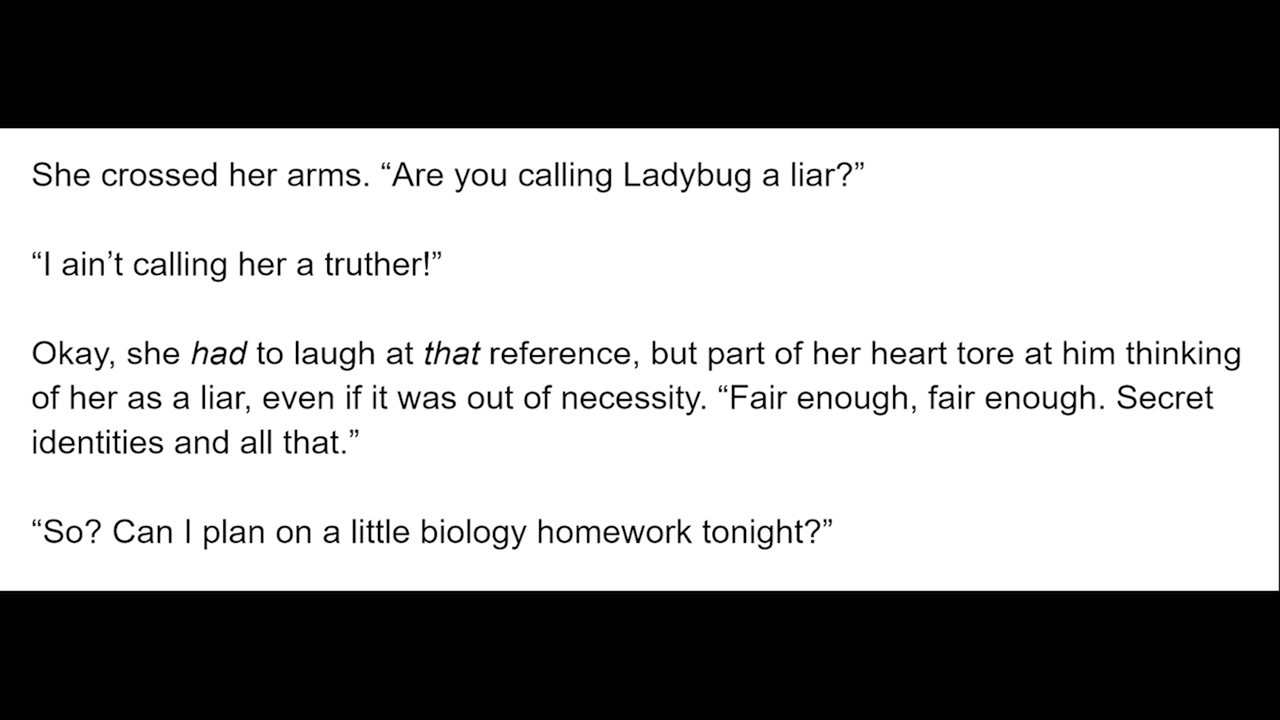 She crossed her arms. “Are you calling Ladybug a liar?”
“I ain’t calling her a truther!”
Okay, she had to laugh at that reference, but part of her heart tore at him thinking
of her as a liar, even if it was out of necessity. “Fair enough, fair enough. Secret
identities and all that.”
“So? Can I plan on a little biology homework tonight?”